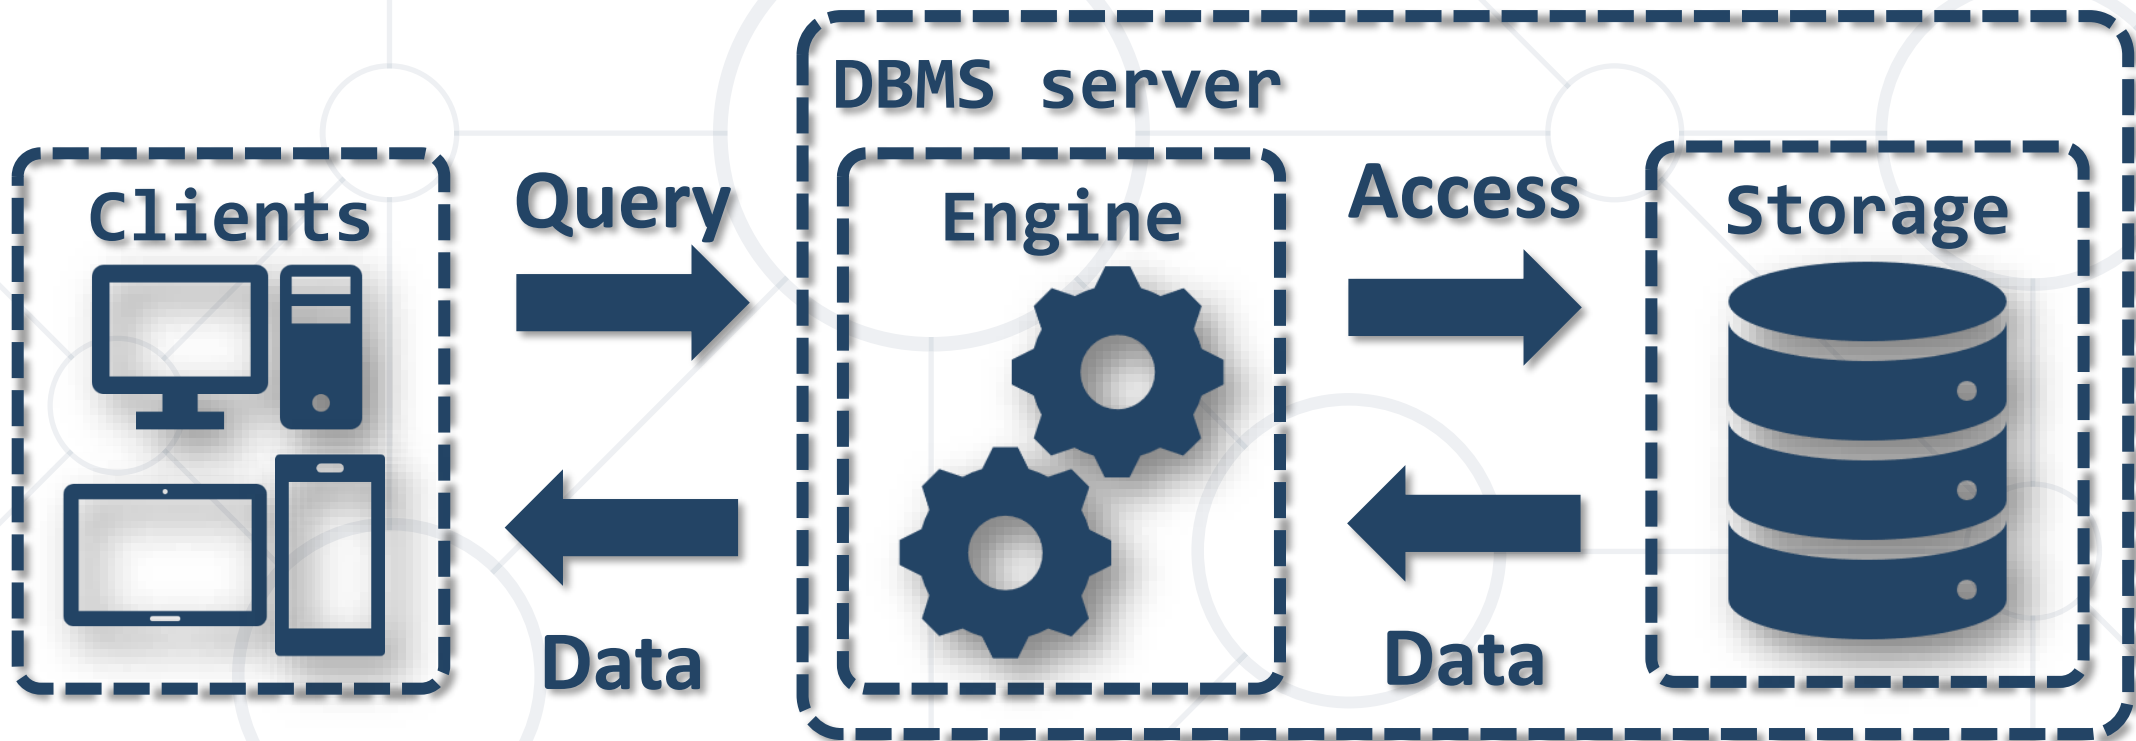 DBMS server
Clients
Query
Engine
Access
Storage
Data
Data